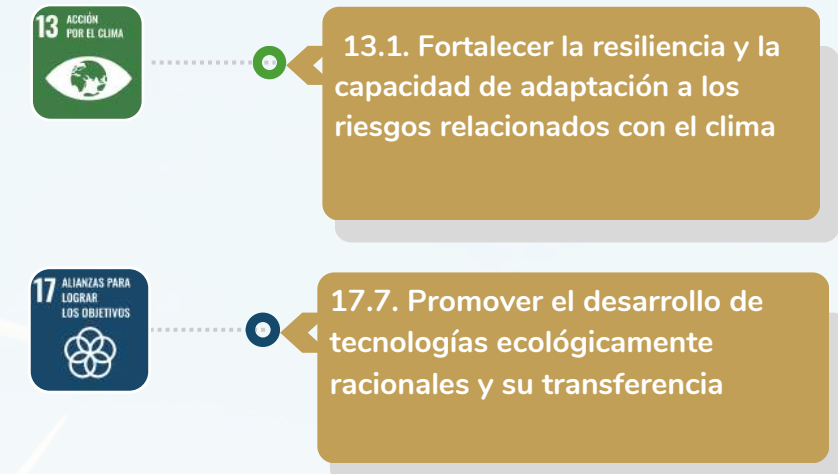 13 ACCIÓN
POR EL CLIMA
13.1. Fortalecer la resiliencia y la
capacidad de adaptación a los
riesgos relacionados con el clima
17 ALIANZAS PARA
LOGRAR
LOS OBJETIVOS
17.7. Promover el desarrollo de
tecnologías ecológicamente
racionales y su transferencia